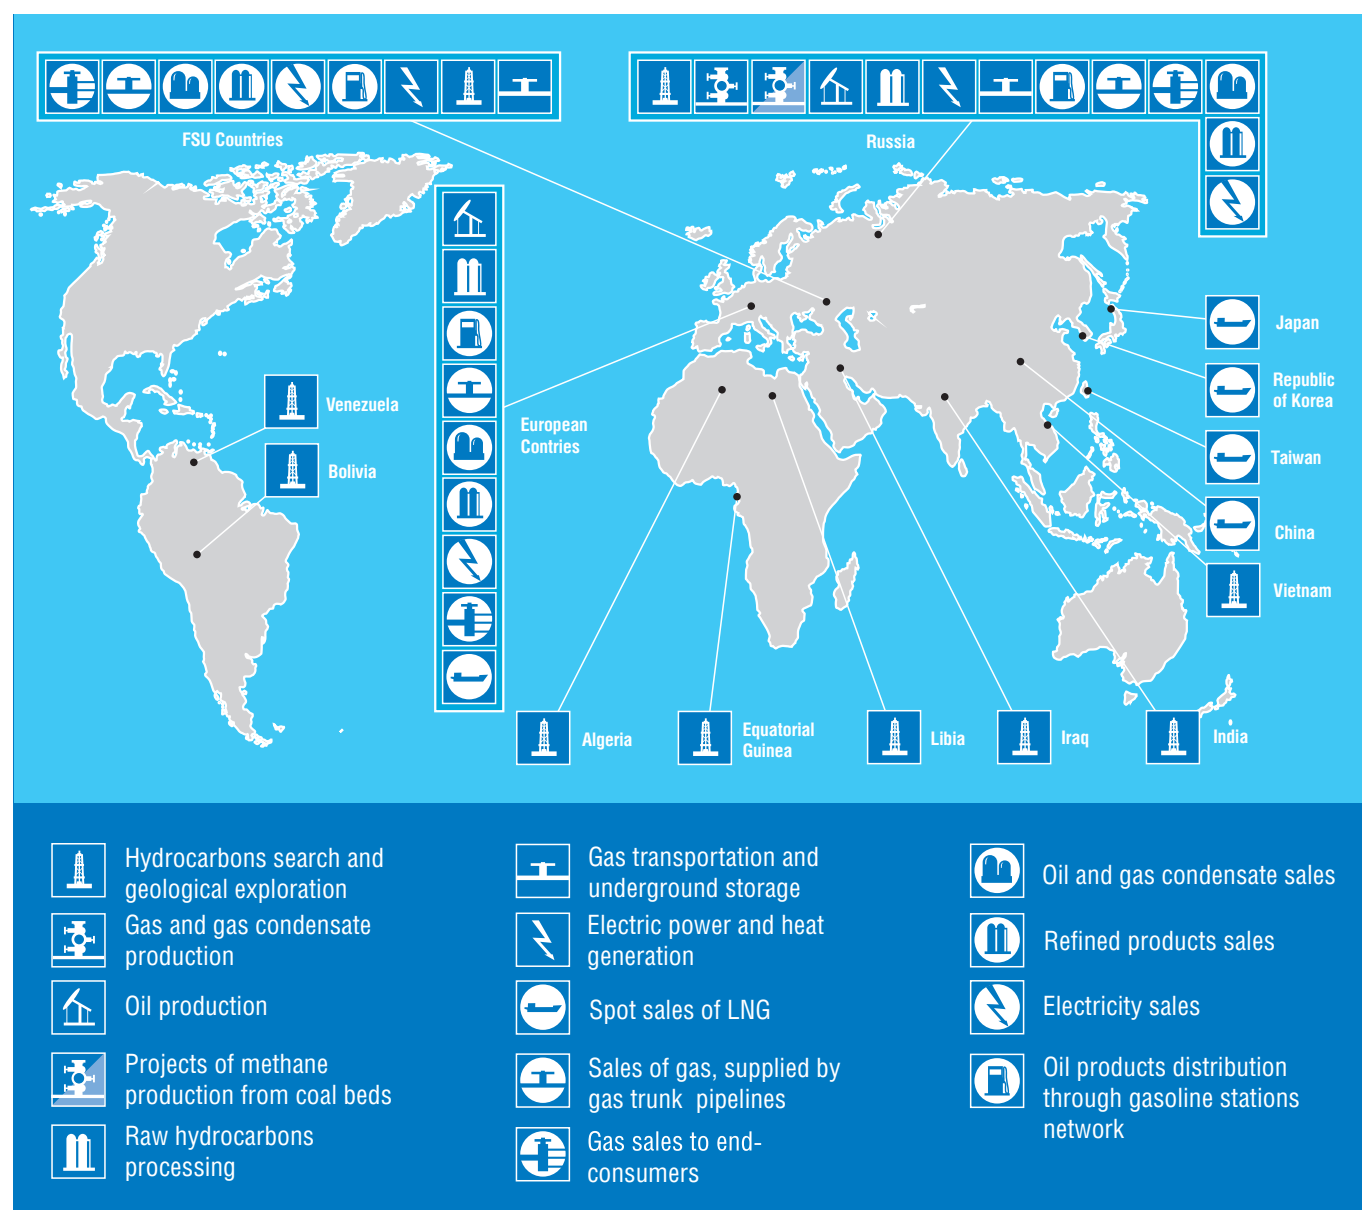 FSU Countries
Russia
Japan
Republic
of Korea
Venezuela
European
Contries
Taiwan
Bolivia
China
Vietnam
Algeria
Equatorial
Guinea
Libia
Iraq
India
Hydrocarbons search and
geological exploration
Gas and gas condensate
production
Oil production
Projects of methane
production from coal beds
Raw hydrocarbons
processing
Gas transportation and
underground storage
Electric power and heat
generation
Spot sales of LNG
Sales of gas, supplied by
gas trunk pipelines
Gas sales to end-
consumers
Oil and gas condensate sales
Refined products sales
Electricity sales
Oil products distribution
through gasoline stations
network